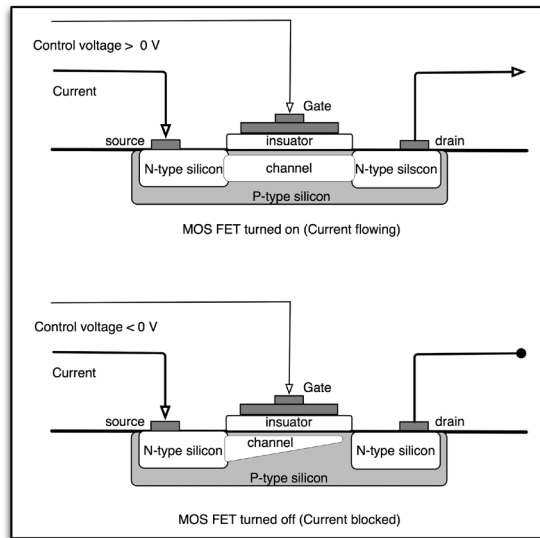 Control voltage > 0 V
Current
Gate
source
insuator
drain
N-type silicon
channel
N-type silscon
P-type silicon
MOS FET turned on (Current flowing)
Control voltage < 0 V
Current
Gate
source
insuator
drain
N-type silicon
channel
N-type silicon
P-type silicon
MOS FET turned off (Current blocked)